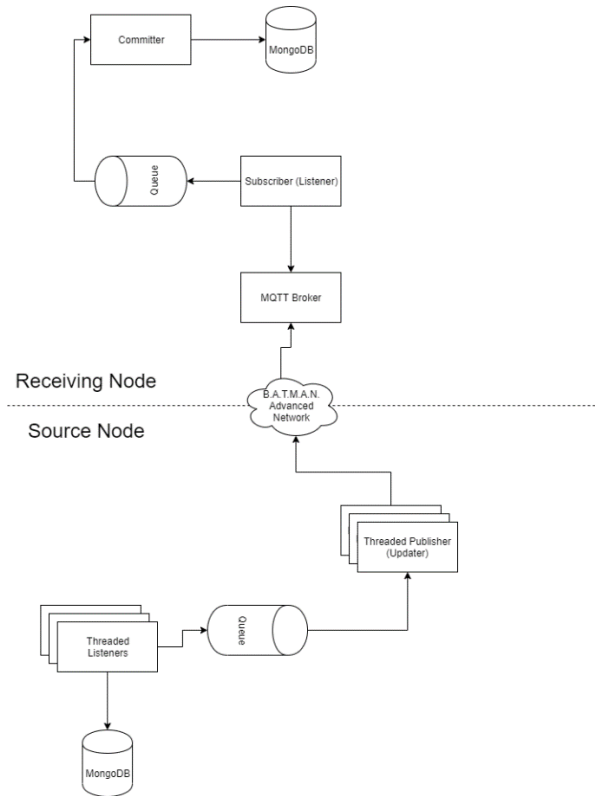 Committer
MongoDB
Queue
Subscriber (Listener)
MQTT Broker
Receiving Node
B.A.T.M.A.N.
Advanced
Network
Source Node
Threaded Publisher
(Updater)
Threaded
Listeners
Queue
MongoDB